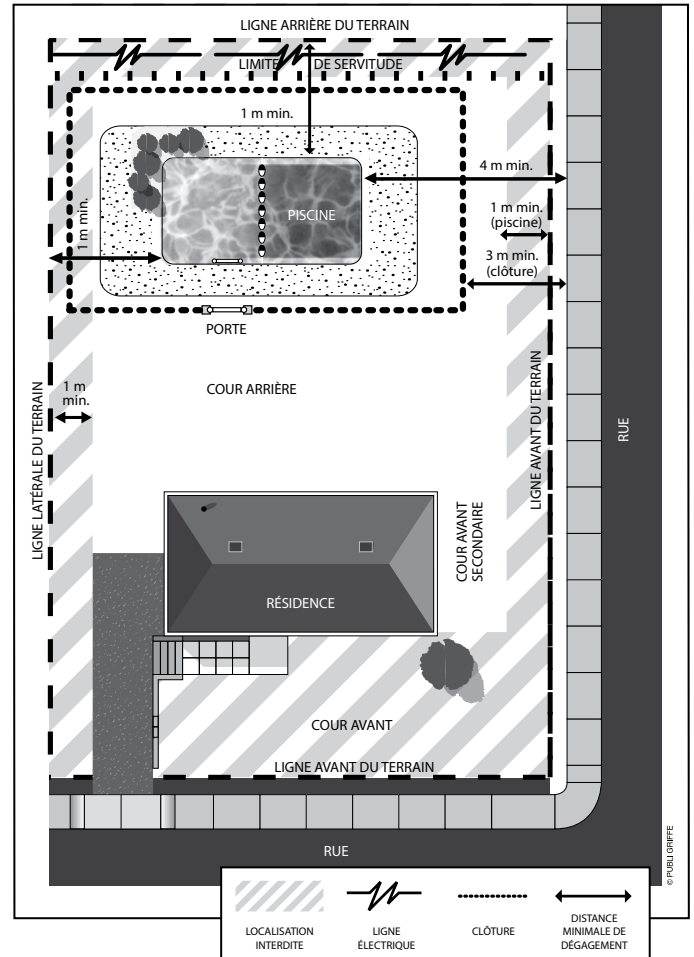 LIGNE ARRIÈRE DU TERRAIN
LIMITE DE SERVITUDE
1 m min.
4 m min.
PISCINE
1 m min.
1 m min.
(piscine)
3 m min.
(clôture)
PORTE
COUR ARRIÈRE
1 m
min.
LIGNE LATÉRALE DU TERRAIN
LIGNE AVANT DU TERRAIN
RUE
COUR AVANT
SECONDAIRE
RÉSIDENCE
COUR AVANT
LIGNE AVANT DU TERRAIN
RUE
© PUBLI GRIFFE
LOCALISATION
INTERDITE
LIGNE
ÉLECTRIQUE
CLÔTURE
DISTANCE
MINIMALE DE
DÉGAGEMENT